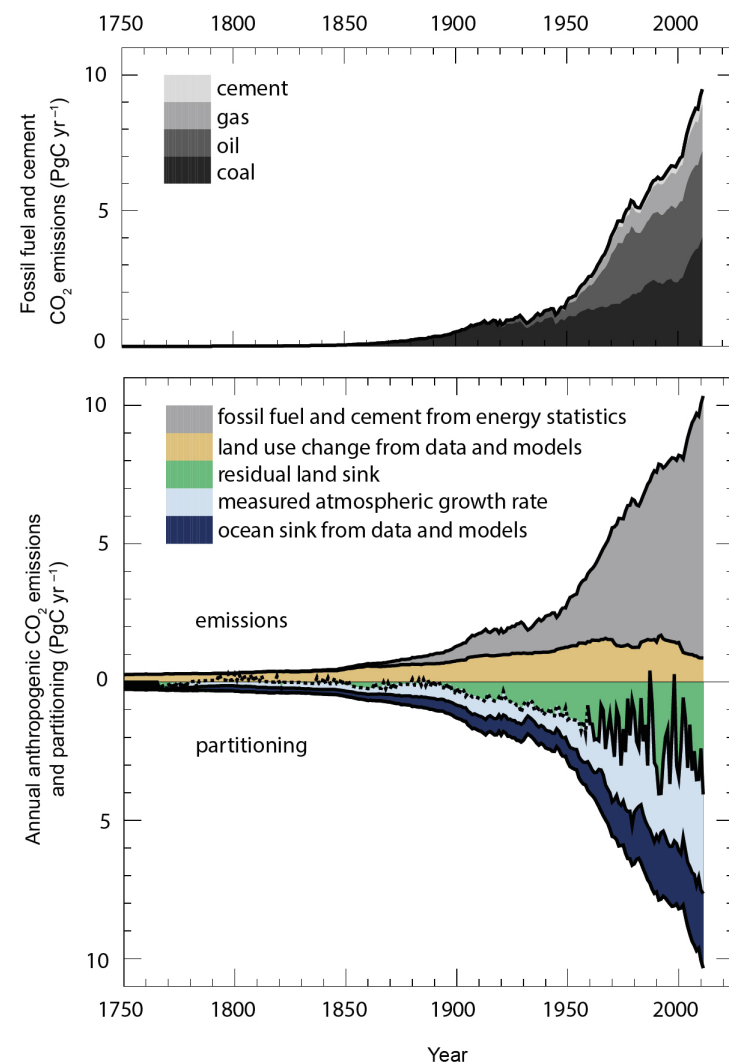 1750 1800 1850 1900 1950 2000
10
5
0
Fossil fuel and cement
CO₂ emissions (PgC yr⁻¹)
cement
gas
oil
coal
10
5
0
5
10
Annual anthropogenic CO₂ emissions
and partitioning (PgC yr⁻¹)
fossil fuel and cement from energy statistics
land use change from data and models
residual land sink
measured atmospheric growth rate
ocean sink from data and models
emissions
partitioning
1750 1800 1850 1900 1950 2000
Year